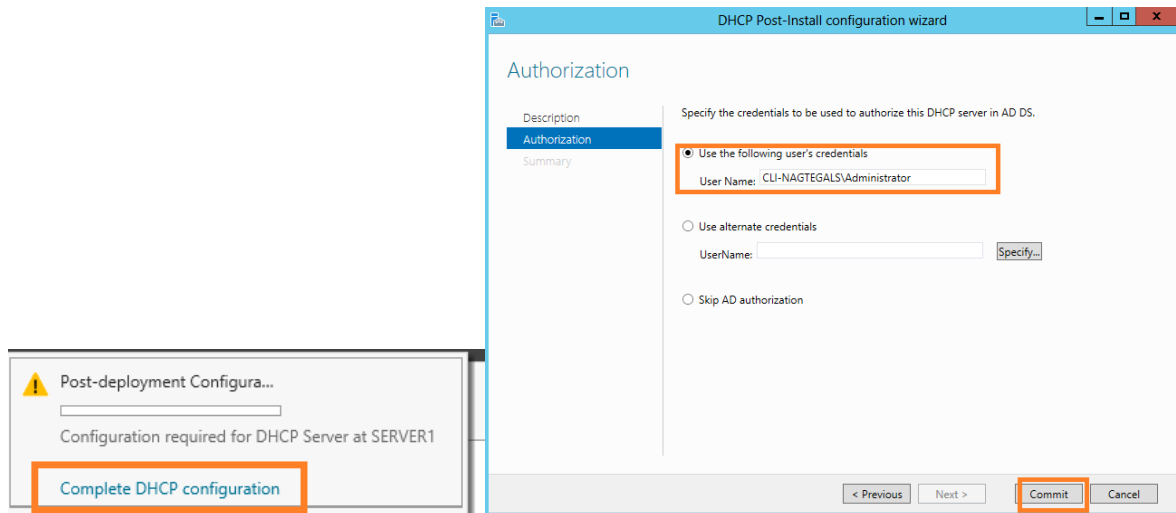 DHCP Post-Install configuration wizard
Authorization
Description
Authorization
Summary
Specify the credentials to be used to authorize this DHCP server in AD DS.
Use the following user's credentials
User Name: CLI-NAGTEGALS\Administrator
Use alternate credentials
UserName:
Specify...
Skip AD authorization
< Previous
Next >
Commit
Cancel
Post-deployment Configura...
Configuration required for DHCP Server at SERVER1
Complete DHCP configuration